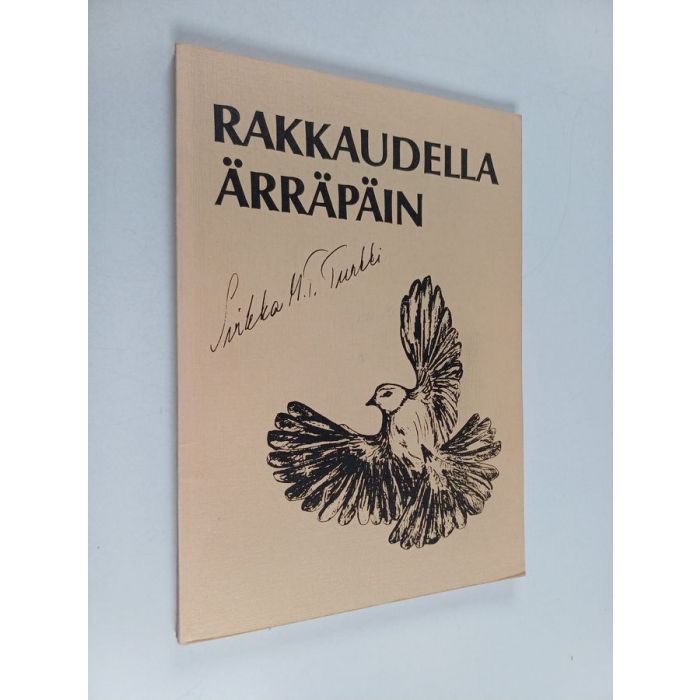 RAKKAUDELLA
ÄRRÄPÄIN
Sirkka M.T. Turkki